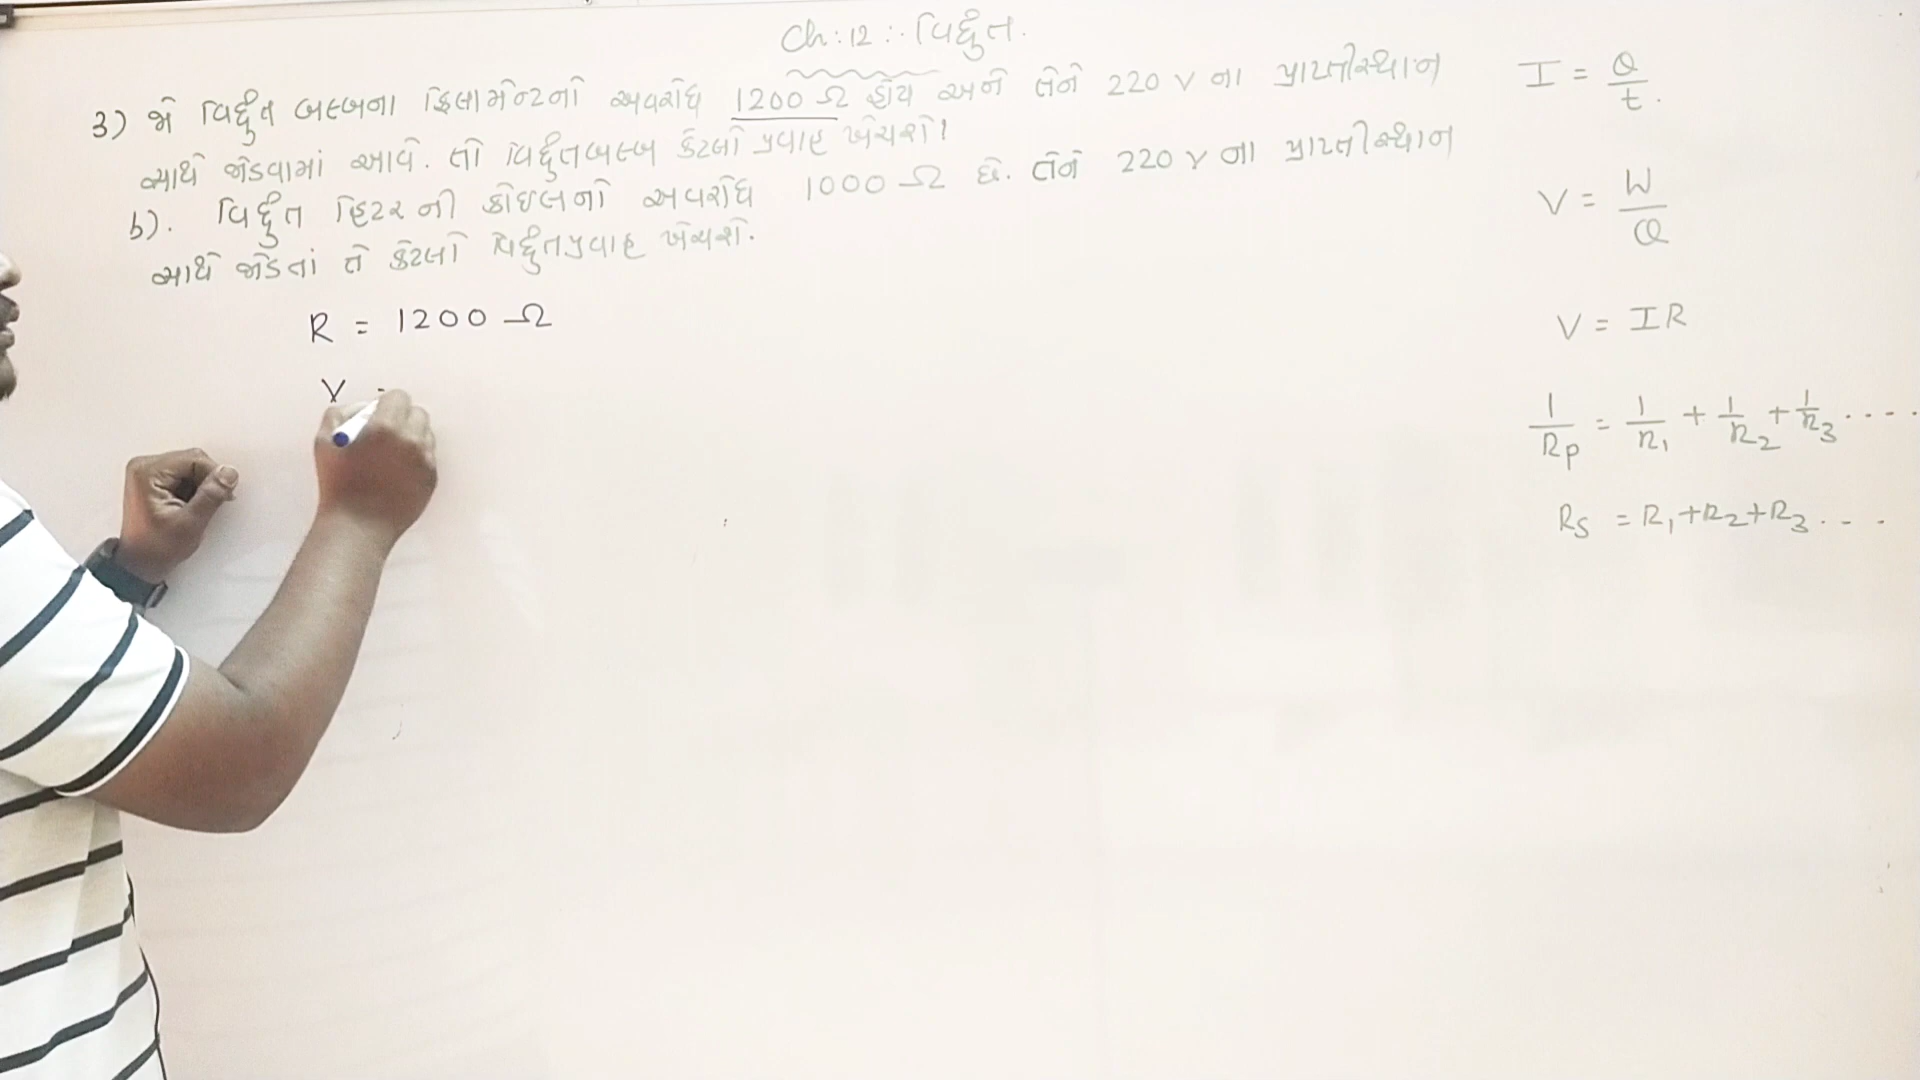 Ch:12 :. વિદ્યુત.
3) જો વિદ્યુત બલ્બના ફિલામેન્ટનો અવરોધ 1200 Ω હોય અને તેને 220 V ના પ્રાપ્તીસ્થાન
સાથે જોડવામાં આવે. તો વિદ્યુતબલ્બ કેટલો પ્રવાહ ખેંચશે?
b). વિદ્યુત હિટર ની કોઇલનો અવરોધ 1000 Ω છે. તેને 220 V ના પ્રાપ્તીસ્થાન
સાથે જોડતાં તે કેટલો વિદ્યુતપ્રવાહ ખેંચશે.
R = 1200 Ω
V =
I = Q/t.
V = W/Q
V = IR
1/Rp = 1/R1 + 1/R2 + 1/R3 ....
Rs = R1+R2+R3 ...